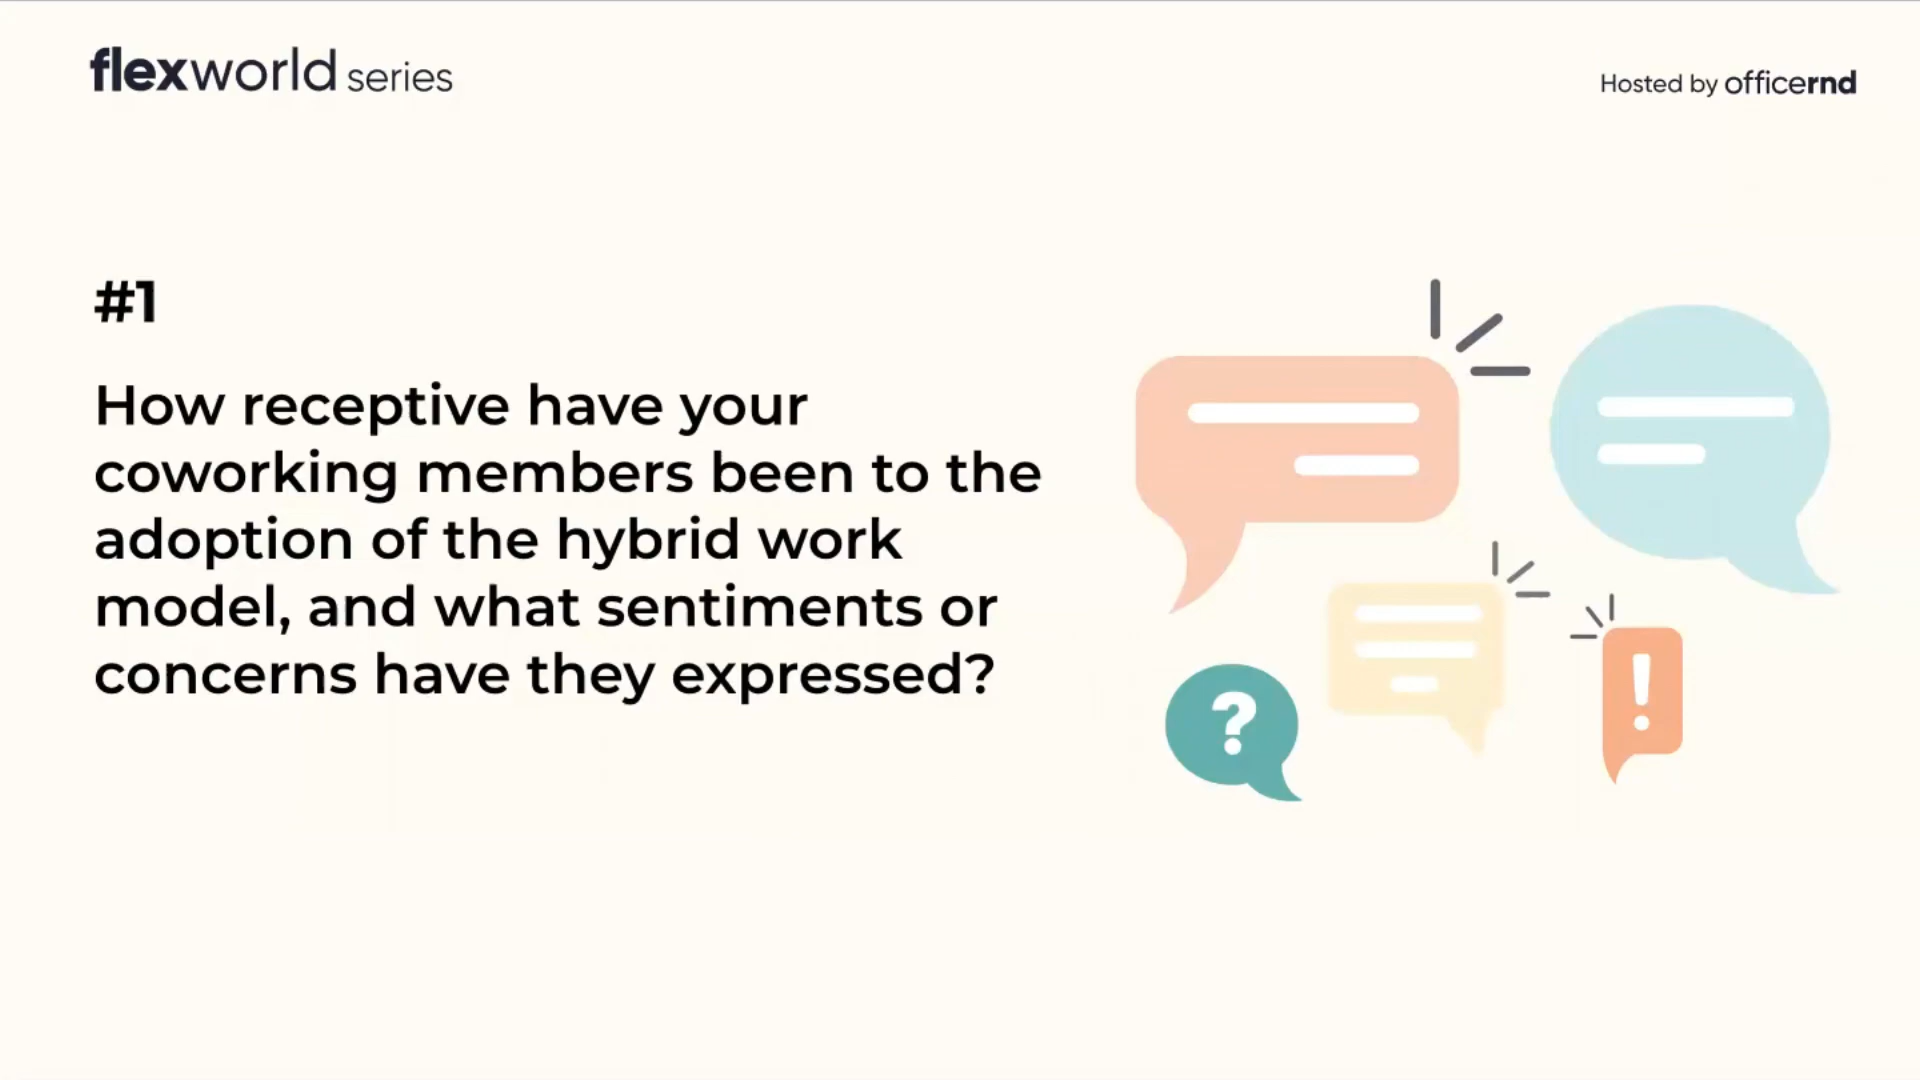 flexworld series
Hosted by officernd
#1
How receptive have your
coworking members been to the
adoption of the hybrid work
model, and what sentiments or
concerns have they expressed?
?
!